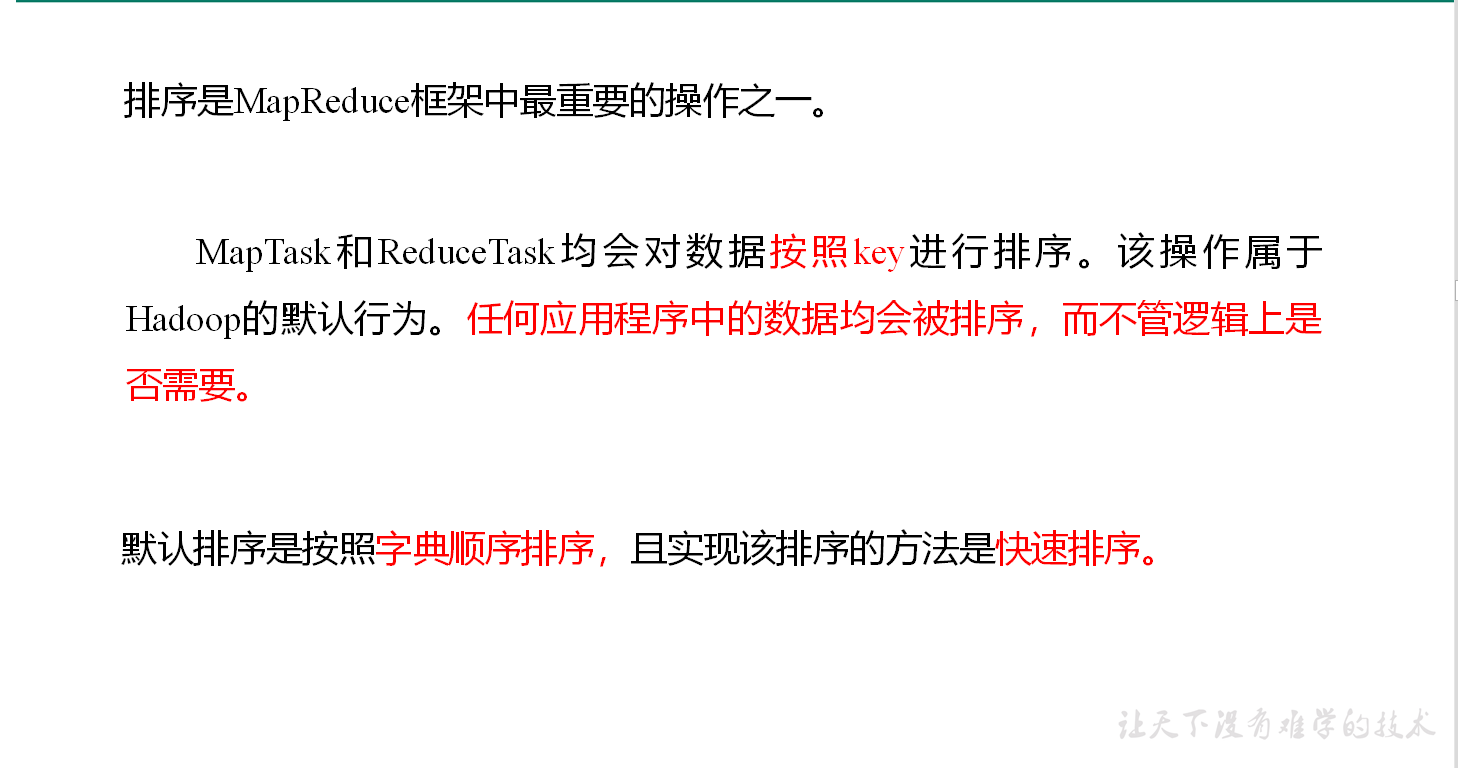 排序是MapReduce框架中最重要的操作之一。
MapTask和ReduceTask均会对数据按照key进行排序。该操作属于
Hadoop的默认行为。任何应用程序中的数据均会被排序，而不管逻辑上是
否需要。
默认排序是按照字典顺序排序，且实现该排序的方法是快速排序。
让天下没有难学的技术